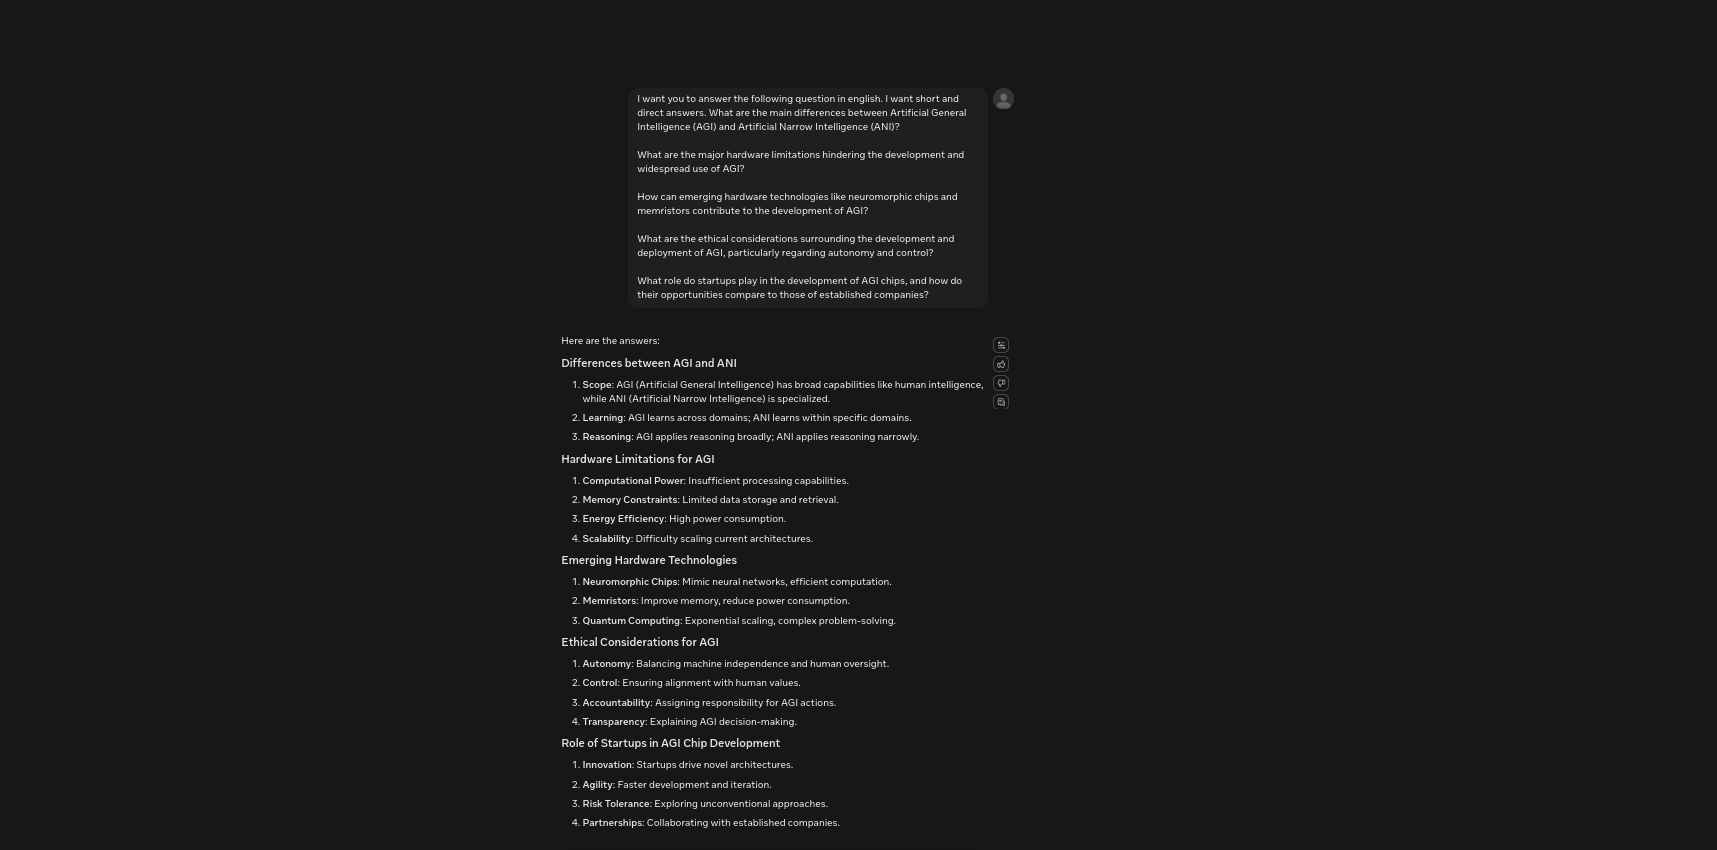 I want you to answer the following question in english. I want short and
direct answers. What are the main differences between Artificial General
Intelligence (AGI) and Artificial Narrow Intelligence (ANI)?
What are the major hardware limitations hindering the development and
widespread use of AGI?
How can emerging hardware technologies like neuromorphic chips and
memristors contribute to the development of AGI?
What are the ethical considerations surrounding the development and
deployment of AGI, particularly regarding autonomy and control?
What role do startups play in the development of AGI chips, and how do
their opportunities compare to those of established companies?
Here are the answers:
Differences between AGI and ANI
1. Scope: AGI (Artificial General Intelligence) has broad capabilities like human intelligence,
while ANI (Artificial Narrow Intelligence) is specialized.
2. Learning: AGI learns across domains; ANI learns within specific domains.
3. Reasoning: AGI applies reasoning broadly; ANI applies reasoning narrowly.
Hardware Limitations for AGI
1. Computational Power: Insufficient processing capabilities.
2. Memory Constraints: Limited data storage and retrieval.
3. Energy Efficiency: High power consumption.
4. Scalability: Difficulty scaling current architectures.
Emerging Hardware Technologies
1. Neuromorphic Chips: Mimic neural networks, efficient computation.
2. Memristors: Improve memory, reduce power consumption.
3. Quantum Computing: Exponential scaling, complex problem-solving.
Ethical Considerations for AGI
1. Autonomy: Balancing machine independence and human oversight.
2. Control: Ensuring alignment with human values.
3. Accountability: Assigning responsibility for AGI actions.
4. Transparency: Explaining AGI decision-making.
Role of Startups in AGI Chip Development
1. Innovation: Startups drive novel architectures.
2. Agility: Faster development and iteration.
3. Risk Tolerance: Exploring unconventional approaches.
4. Partnerships: Collaborating with established companies.